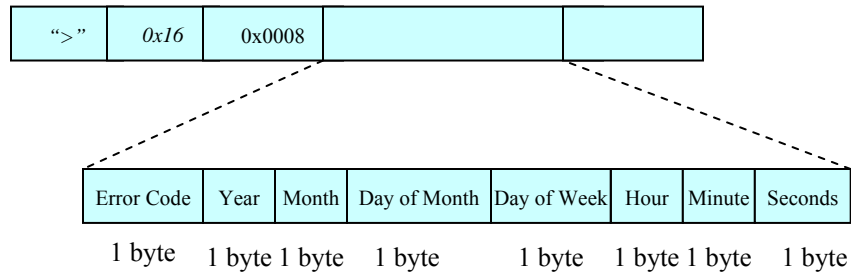 “>” 0x16 0x0008
Error Code Year Month Day of Month Day of Week Hour Minute Seconds
1 byte 1 byte 1 byte 1 byte 1 byte 1 byte 1 byte 1 byte